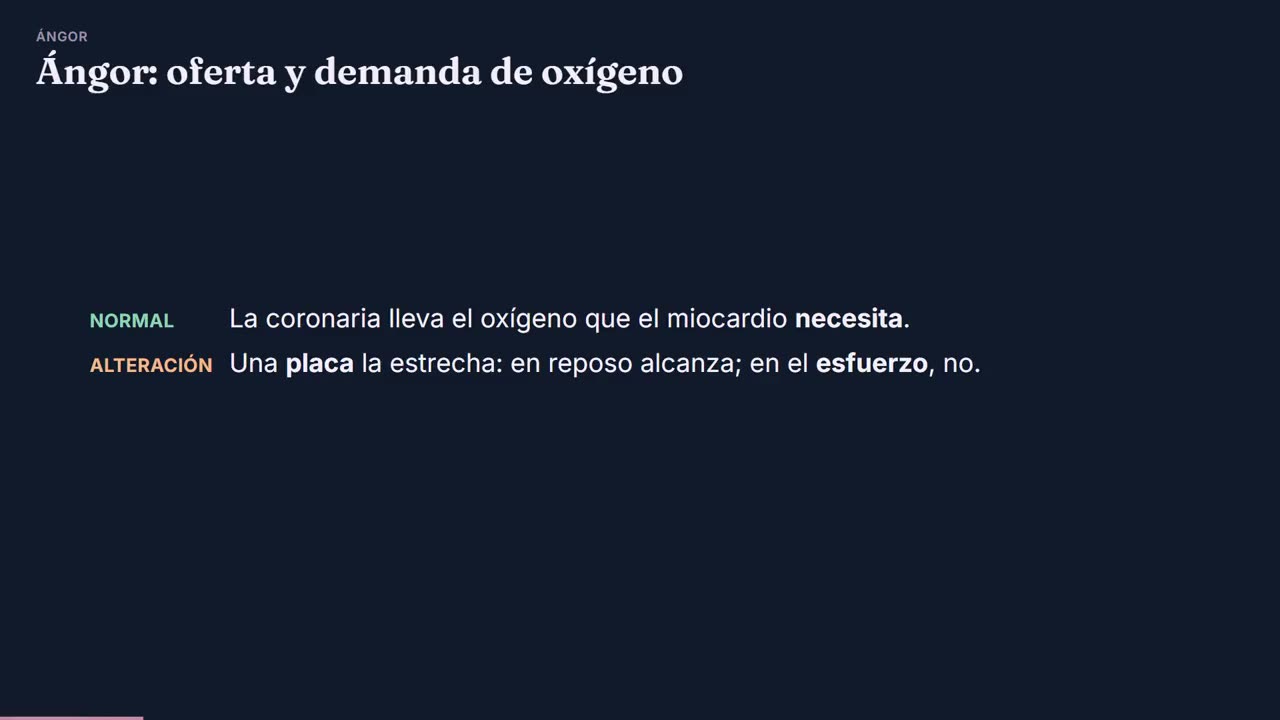 ÁNGOR
Ángor: oferta y demanda de oxígeno
NORMAL La coronaria lleva el oxígeno que el miocardio necesita.
ALTERACIÓN Una placa la estrecha: en reposo alcanza; en el esfuerzo, no.